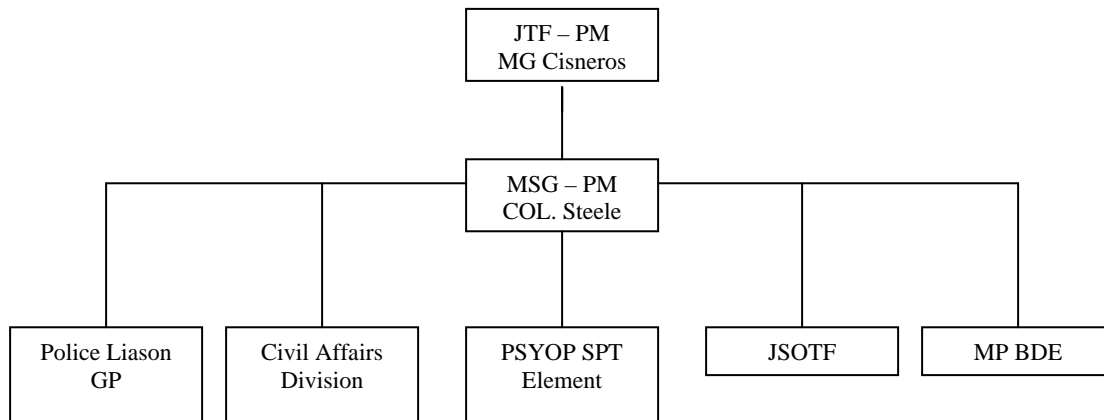 JTF – PM
MG Cisneros
MSG – PM
COL. Steele
Police Liason
GP
Civil Affairs
Division
PSYOP SPT
Element
JSOTF
MP BDE